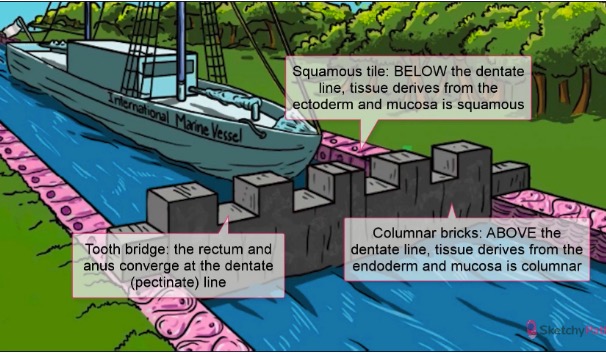 International Marine Vessel
Squamous tile: BELOW the dentate
line, tissue derives from the
ectoderm and mucosa is squamous
Tooth bridge: the rectum and
anus converge at the dentate
(pectinate) line
Columnar bricks: ABOVE the
dentate line, tissue derives from the
endoderm and mucosa is columnar